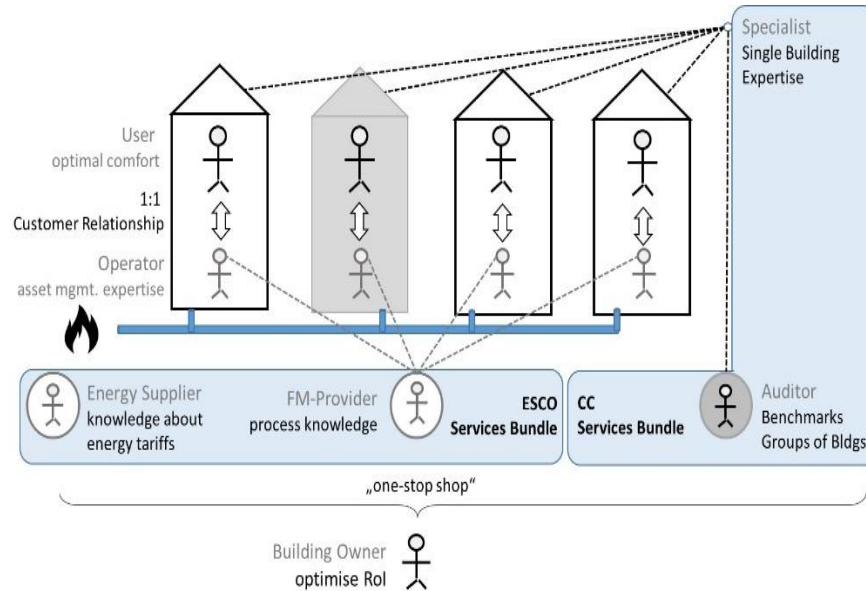 Specialist
Single Building
Expertise
User
optimal comfort
1:1
Customer Relationship
Operator
asset mgmt. expertise
Energy Supplier
knowledge about
energy tariffs
FM-Provider
process knowledge
ESCO
Services Bundle
CC
Services Bundle
Auditor
Benchmarks
Groups of Bldgs
„one-stop shop“
Building Owner
optimise RoI